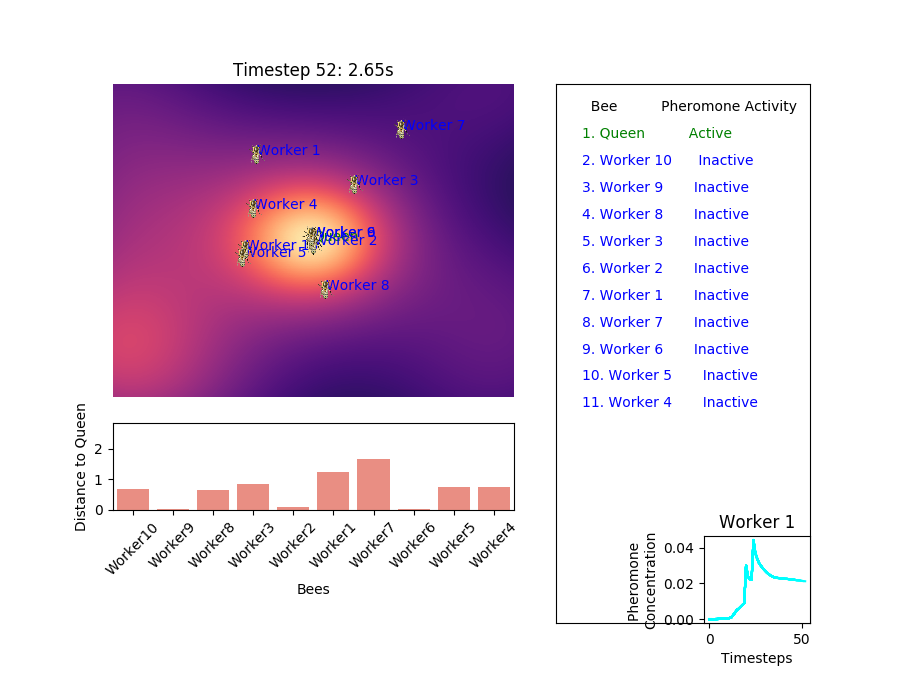 Timestep 52: 2.65s
Worker 7
Worker 1
Worker 3
Worker 4
Worker 6
Worker 2
Worker 1
Worker 5
Worker 8
Distance to Queen
2
1
0
Worker10
Worker9
Worker8
Worker3
Worker2
Worker1
Worker7
Worker6
Worker5
Worker4
Bees
Bee Pheromone Activity
1. Queen Active
2. Worker 10 Inactive
3. Worker 9 Inactive
4. Worker 8 Inactive
5. Worker 3 Inactive
6. Worker 2 Inactive
7. Worker 1 Inactive
8. Worker 7 Inactive
9. Worker 6 Inactive
10. Worker 5 Inactive
11. Worker 4 Inactive
Worker 1
Pheromone
Concentration
0.04
0.02
0.00
0 50
Timesteps